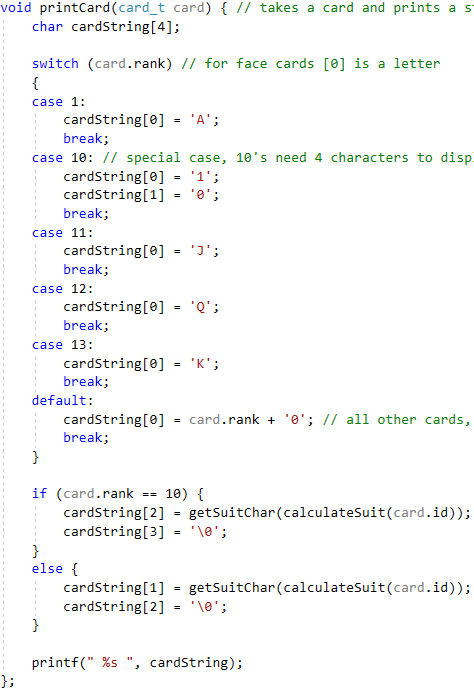 void printCard(card_t card) { // takes a card and prints a
char cardString[4];
switch (card.rank) // for face cards [0] is a letter
{
case 1:
cardString[0] = 'A';
break;
case 10: // special case, 10's need 4 characters to
cardString[0] = '1';
cardString[1] = '0';
break;
case 11:
cardString[0] = 'J';
break;
case 12:
cardString[0] = 'Q';
break;
case 13:
cardString[0] = 'K';
break;
default:
cardString[0] = card.rank + '0'; // all other cards,
break;
}
if (card.rank == 10) {
cardString[2] = getSuitChar(calculateSuit(card.id));
cardString[3] = '\0';
}
else {
cardString[1] = getSuitChar(calculateSuit(card.id));
cardString[2] = '\0';
}
printf(" %s ", cardString);
};